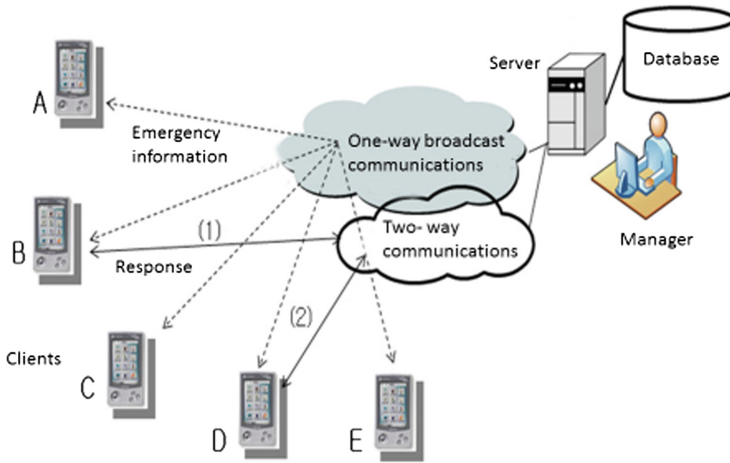 Database
Server
A
Emergency
information
One-way broadcast
communications
(1)
B
Response
Two- way
communications
Manager
(2)
Clients
C
D
E